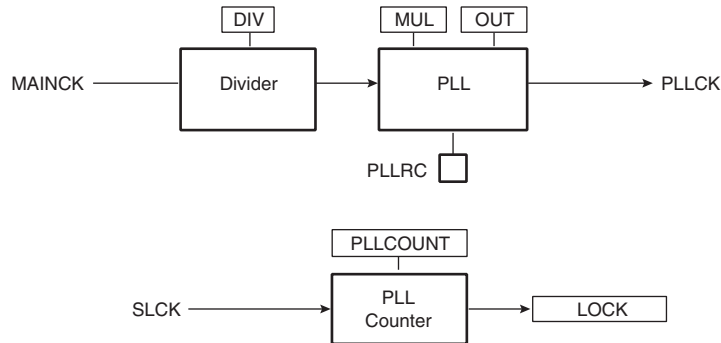 DIV
MUL
OUT
MAINCK
Divider
PLL
PLLCK
PLLRC
PLLCOUNT
SLCK
PLL
Counter
LOCK